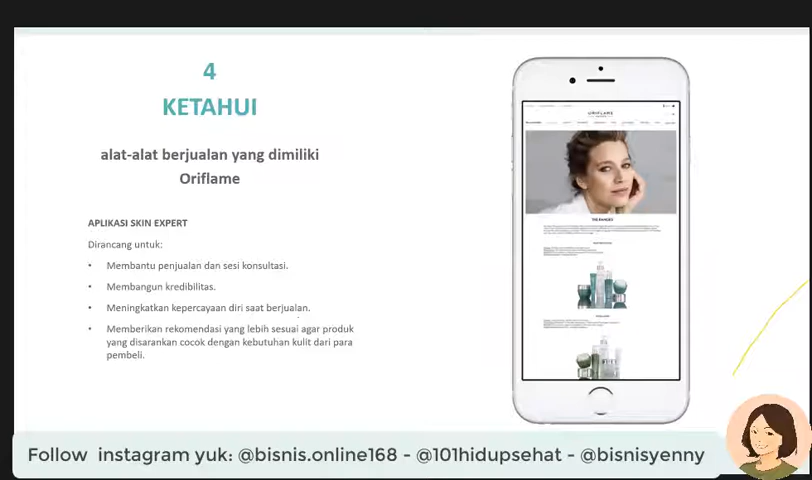 4
KETAHUI
alat-alat berjualan yang dimiliki
Oriflame
APLIKASI SKIN EXPERT
Dirancang untuk:
• Membantu penjualan dan sesi konsultasi.
• Membangun kredibilitas.
• Meningkatkan kepercayaan diri saat berjualan.
• Memberikan rekomendasi yang lebih sesuai agar produk
yang disarankan cocok dengan kebutuhan kulit dari para
pembeli.
ORIFLAME
THE RANGES
Follow instagram yuk: @bisnis.online168 - @101hidupsehat - @bisnisyenny